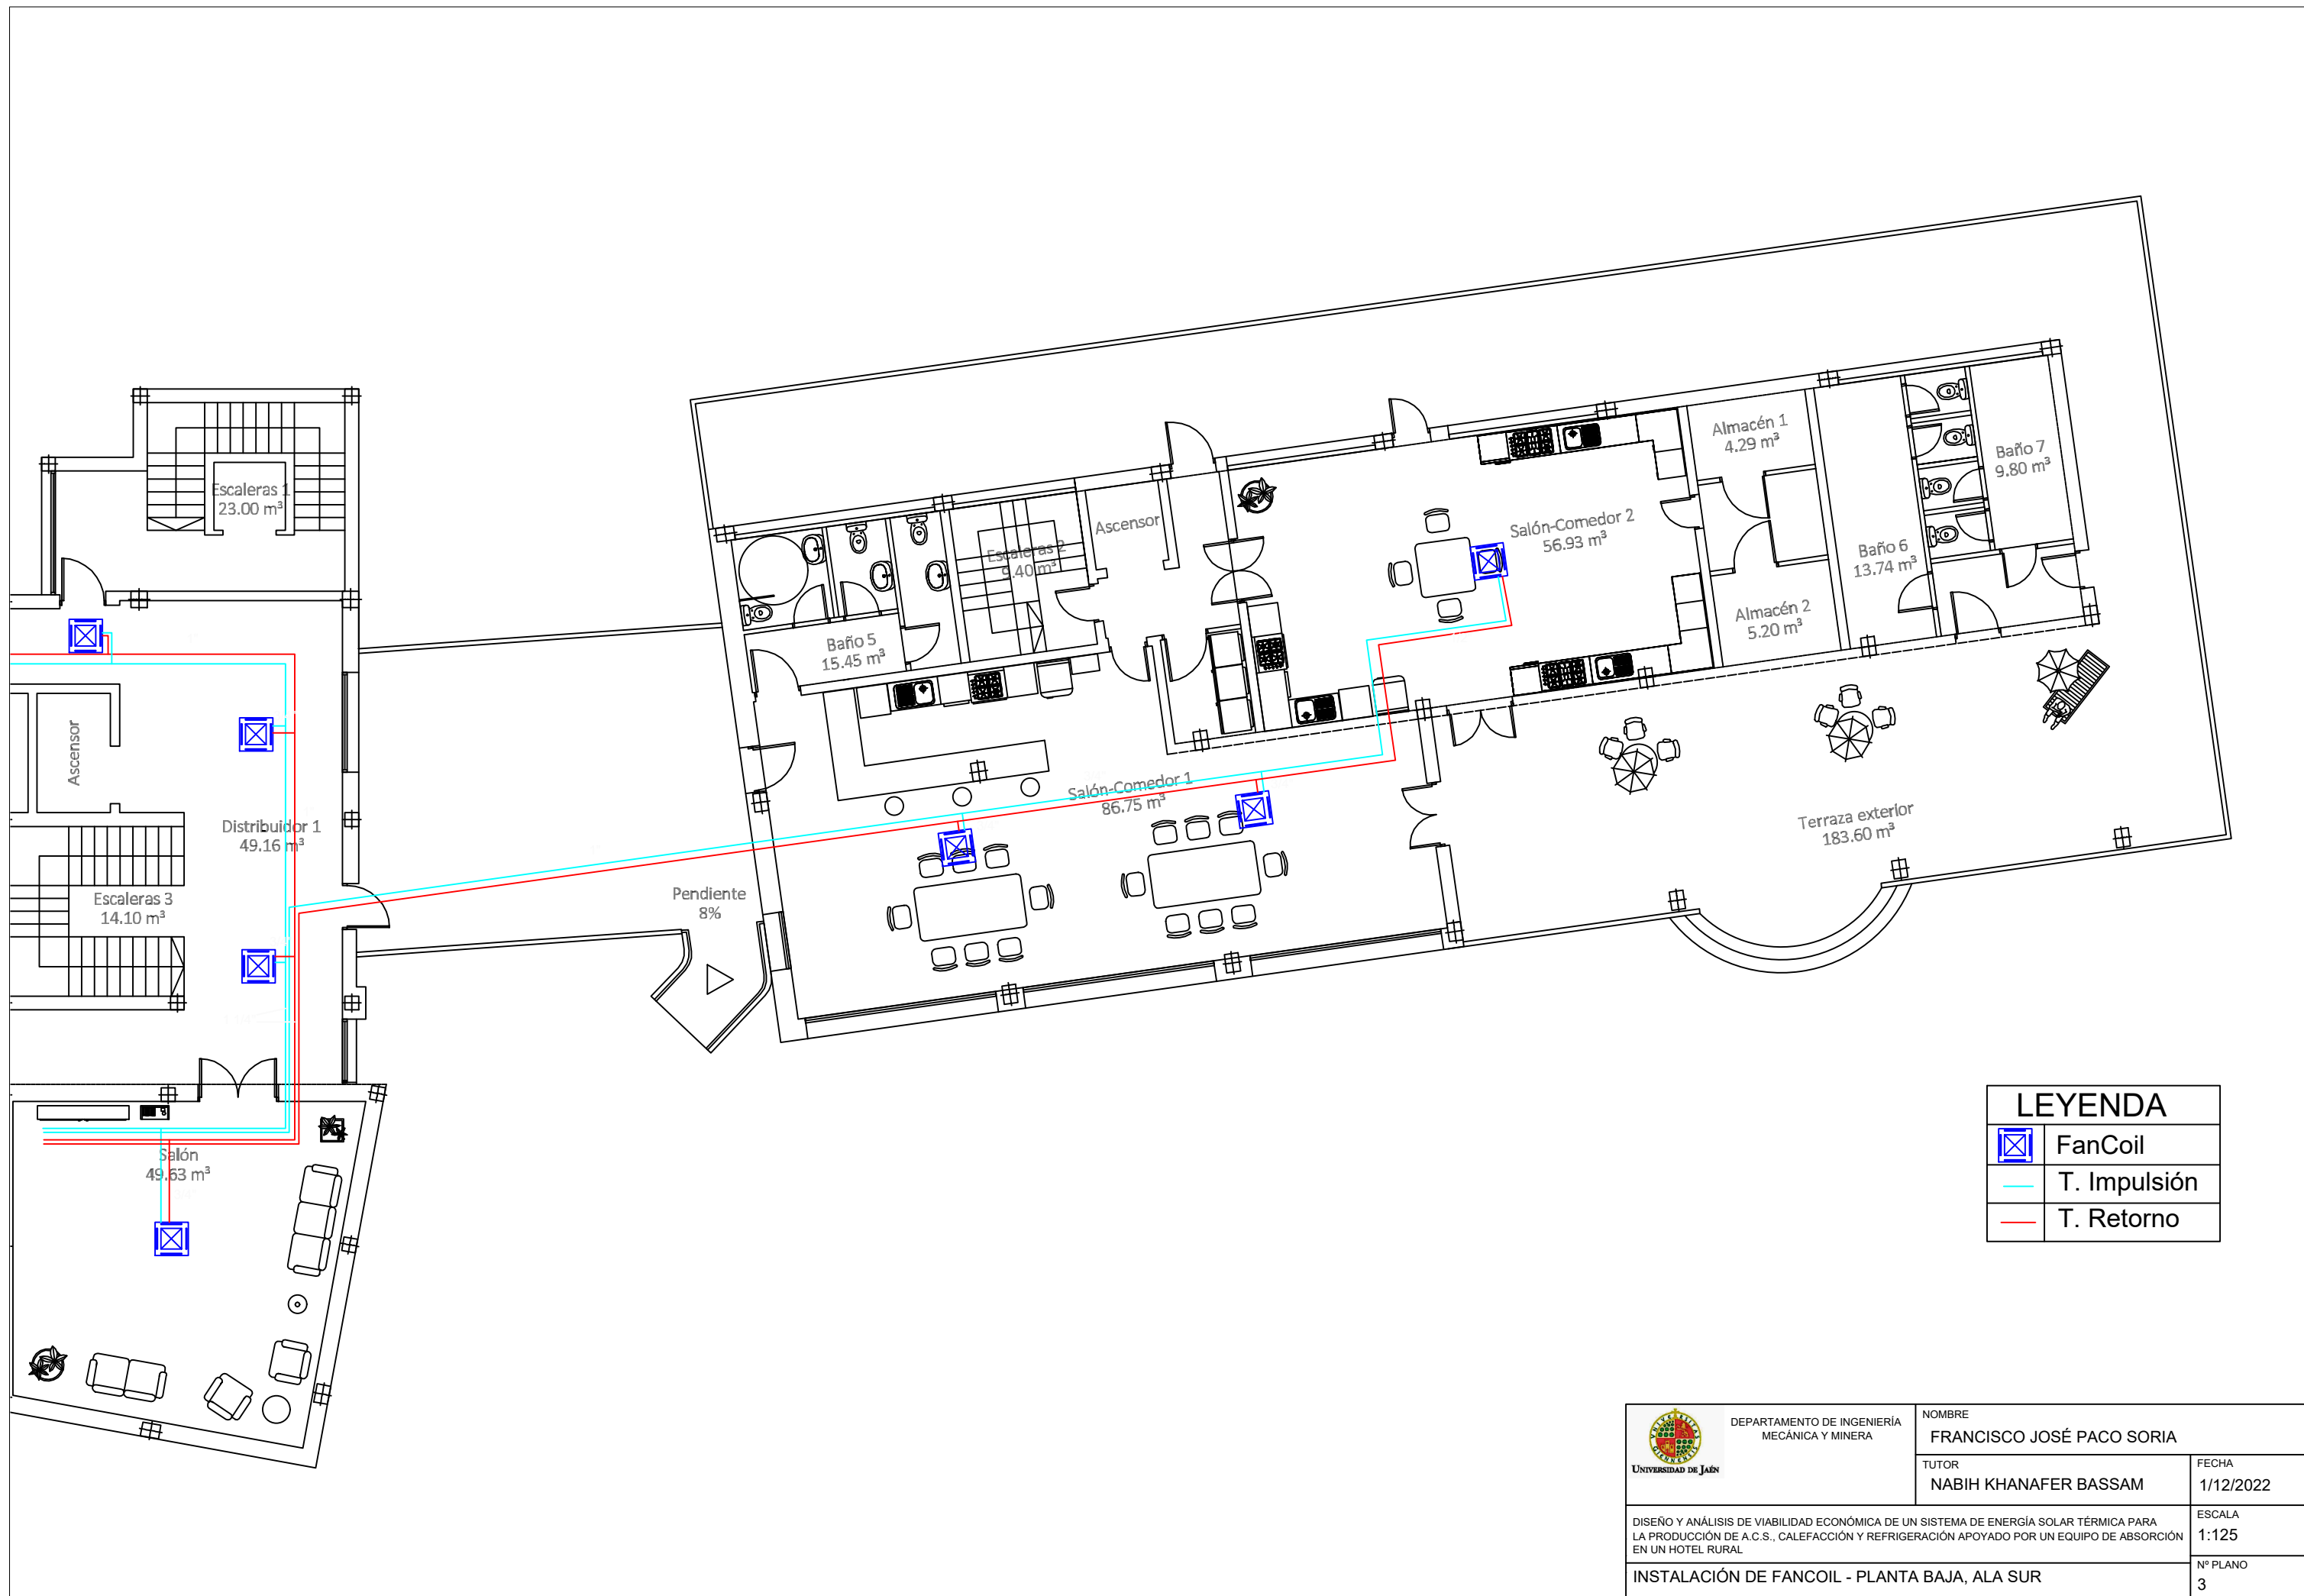 Escaleras 1
23.00 m³
Ascensor
Distribuidor 1
49.16 m³
Escaleras 3
14.10 m³
Salón
49.63 m³
Pendiente
8%
Baño 5
15.45 m³
Escaleras 2
9.40 m³
Ascensor
Salón-Comedor 1
86.75 m³
Salón-Comedor 2
56.93 m³
Almacén 1
4.29 m³
Almacén 2
5.20 m³
Baño 6
13.74 m³
Baño 7
9.80 m³
Terraza exterior
183.60 m³
LEYENDA
FanCoil
T. Impulsión
T. Retorno
UNIVERSIDAD DE JAÉN
DEPARTAMENTO DE INGENIERÍA
MECÁNICA Y MINERA
NOMBRE
FRANCISCO JOSÉ PACO SORIA
TUTOR
NABIH KHANAFER BASSAM
FECHA
1/12/2022
DISEÑO Y ANÁLISIS DE VIABILIDAD ECONÓMICA DE UN SISTEMA DE ENERGÍA SOLAR TÉRMICA PARA
LA PRODUCCIÓN DE A.C.S., CALEFACCIÓN Y REFRIGERACIÓN APOYADO POR UN EQUIPO DE ABSORCIÓN
EN UN HOTEL RURAL
ESCALA
1:125
INSTALACIÓN DE FANCOIL - PLANTA BAJA, ALA SUR
Nº PLANO
3